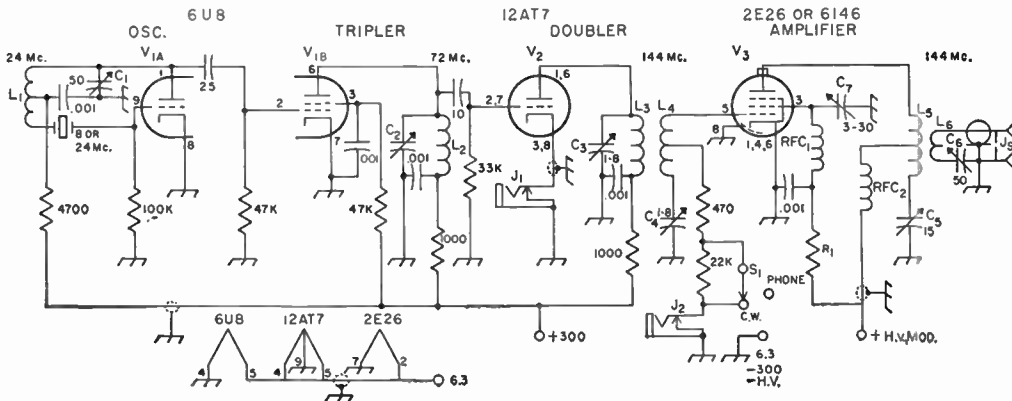 6U8
12AT7
2E26 OR 6146
OSC.
TRIPLER
DOUBLER
AMPLIFIER
24 Mc.
V1A
V1B
72 Mc.
V2
144 Mc.
V3
144 Mc.
50
C1
1
25
6
3
10
1,6
L3
L4
C7
3-30
L1
.001
9
2
2,7
5
3
L5
L6
8 OR
24 Mc.
8
7
.001
C2
.001
L2
33K
3,8
C3
1-8
.001
8
1,4,6
RFC1
C6
50
J3
J1
RFC2
4700
100K
47K
47K
1000
1000
C4
1-8
470
.001
R1
C5
15
22K
S1
PHONE
C.W.
J2
6U8
12AT7
2E26
+300
+H.V. MOD.
4
5
4
9
5
7
2
6.3
6.3
-300
-H.V.